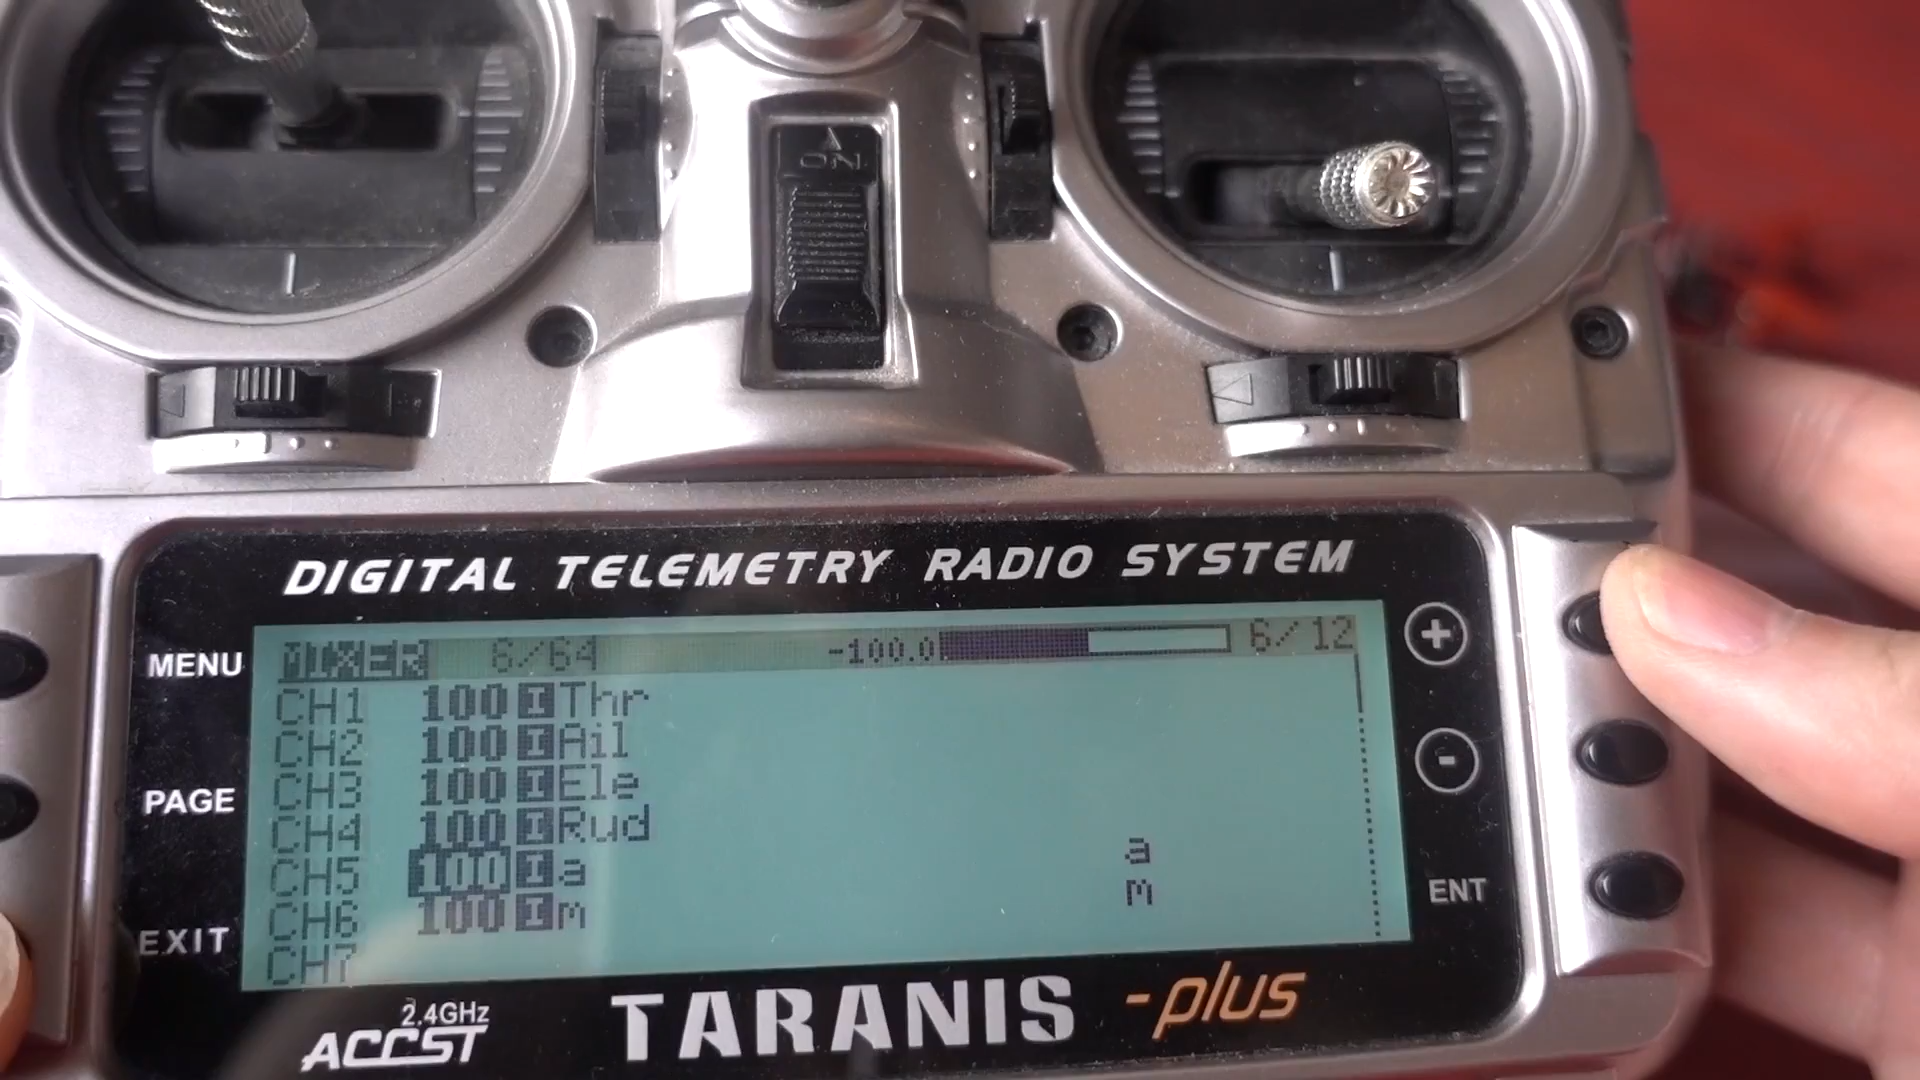 ON
DIGITAL TELEMETRY RADIO SYSTEM
MENU
PAGE
EXIT
MIXER 6/64 -100.0 6/12
CH1 100 I Thr
CH2 100 I Ail
CH3 100 I Ele
CH4 100 I Rud
CH5 100 I a a
CH6 100 I m m
CH7
+
-
ENT
2.4GHz
ACCST
TARANIS -plus